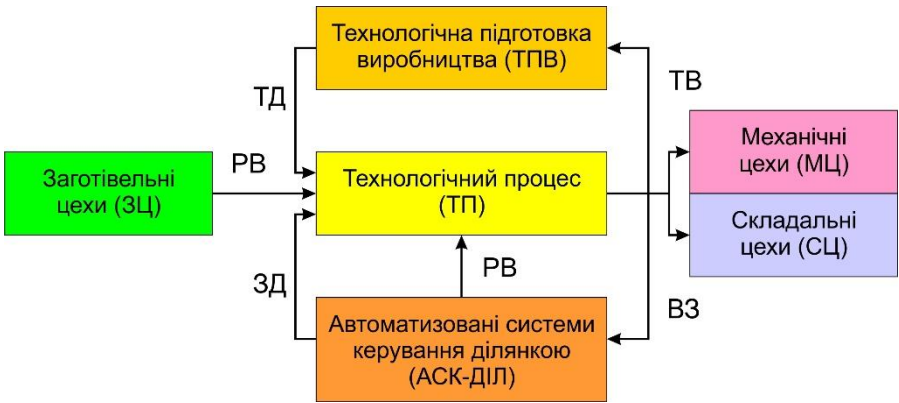 Технологічна підготовка
виробництва (ТПВ)
ТД
ТВ
Механічні
цехи (МЦ)
Заготівельні
цехи (ЗЦ)
РВ
Технологічний процес
(ТП)
Складальні
цехи (СЦ)
ЗД
РВ
ВЗ
Автоматизовані системи
керування ділянкою
(АСК-ДІЛ)